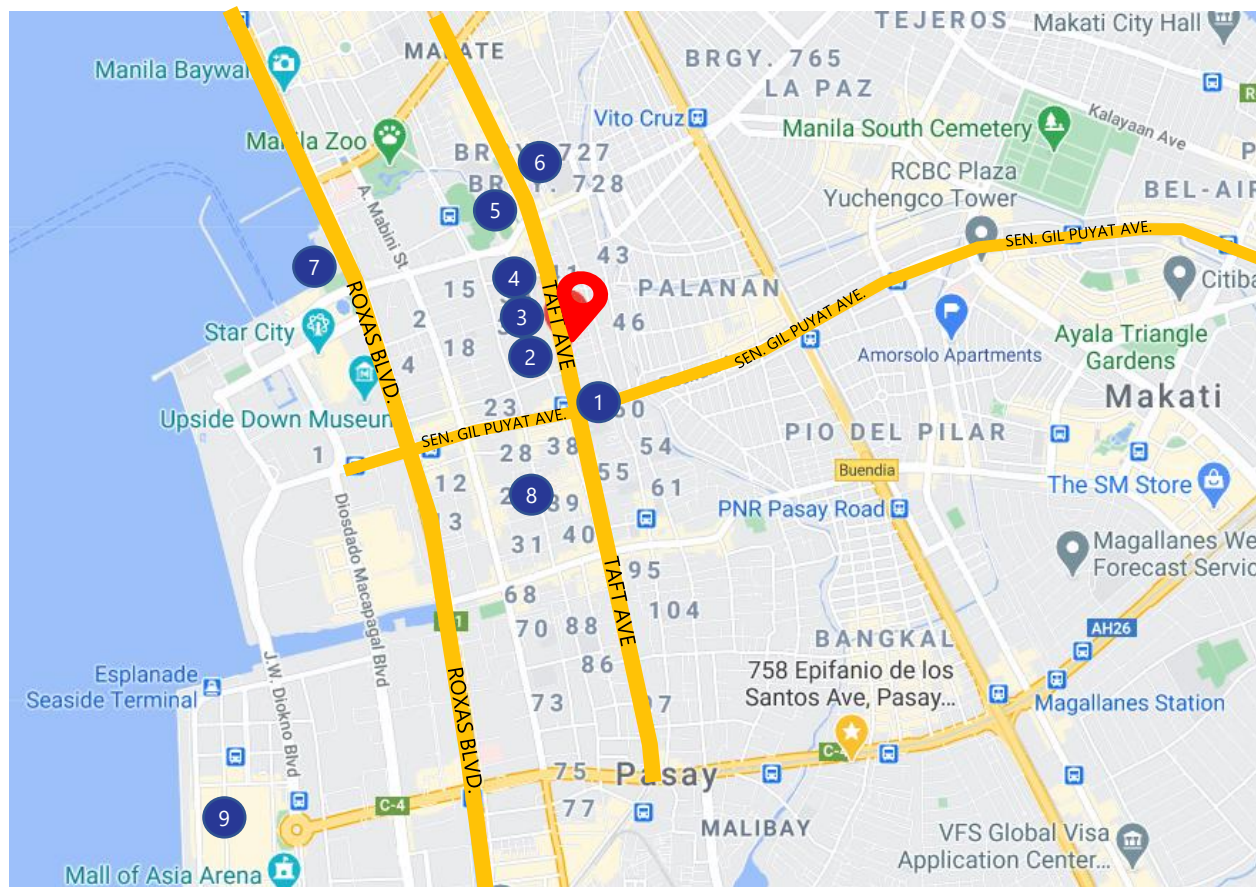 TEJEROS
Makati City Hall
MALATE
BRGY. 765
Manila Baywal
LA PAZ
R
Vito Cruz
Kalayaan Ave
Manila South Cemetery
Manila Zoo
BRGY. 727
6
BRGY. 728
RCBC Plaza
Yuchengco Tower
BEL-AIR
P
A. Mabini St
5
SEN. GIL PUYAT AVE.
43
7
4
41
15
PALANAN
Citiba
ROXAS BLVD.
TAFT AVE
3
2
46
Star City
SEN. GIL PUYAT AVE.
Ayala Triangle
Gardens
18
2
Amorsolo Apartments
4
Makati
Upside Down Museum
23
1
60
SEN. GIL PUYAT AVE.
PIO DEL PILAR
1
28
38
54
Buendia
55
12
8
39
61
The SM Store
PNR Pasay Road
13
31
40
Magallanes We
Forecast Servic
Diosdado Macapagal Blvd
TAFT AVE
95
68
104
70
88
BANGKAL
AH26
86
758 Epifanio de los
Santos Ave, Pasay...
Esplanade
Seaside Terminal
J.W. Diokno Blvd
ROXAS BLVD.
73
97
Magallanes Station
C-4
75
Pasay
C-4
77
9
MALIBAY
VFS Global Visa
Application Center...
Mall of Asia Arena